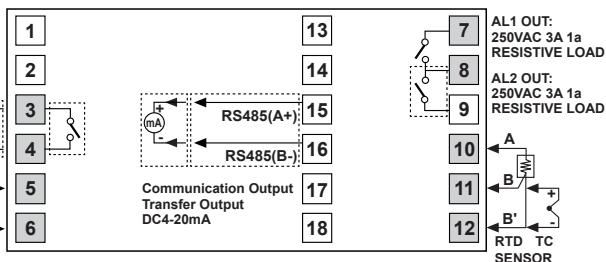 1
2
3
4
5
6
13
14
15
16
17
18
7
8
9
10
11
12
+
mA
-
RS485(A+)
RS485(B-)
Communication Output
Transfer Output
DC4-20mA
AL1 OUT:
250VAC 3A 1a
RESISTIVE LOAD
AL2 OUT:
250VAC 3A 1a
RESISTIVE LOAD
A
B
B'
+
-
RTD TC
SENSOR